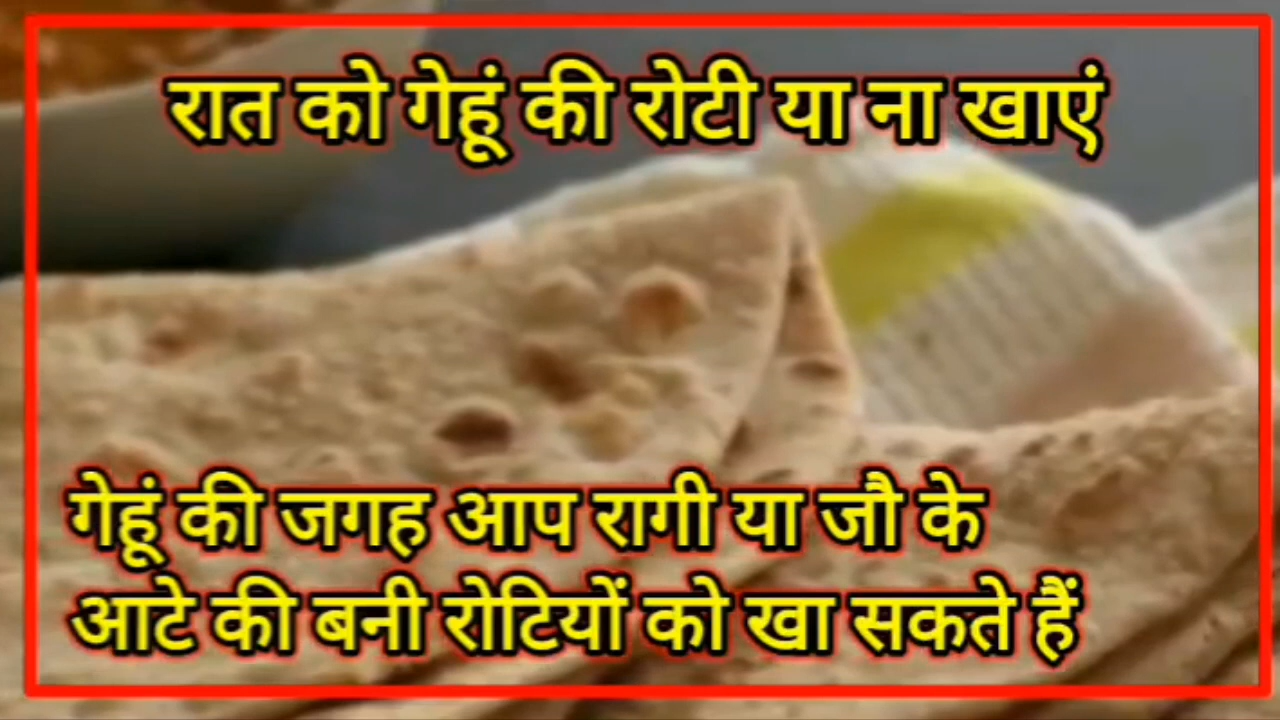 रात को गेहूं की रोटी या ना खाएं
गेहूं की जगह आप रागी या जौ के
आटे की बनी रोटियों को खा सकते हैं